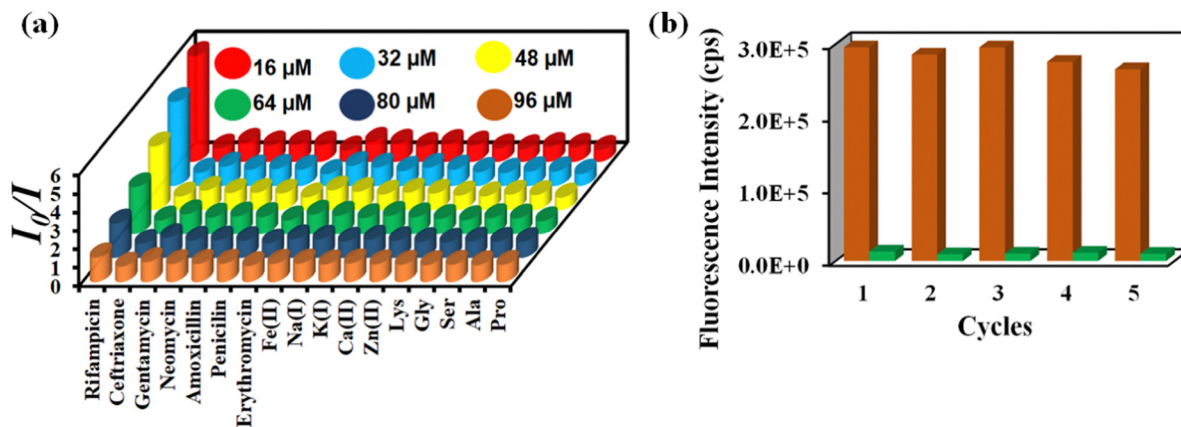 (a)
16 µM
32 µM
48 µM
64 µM
80 µM
96 µM
I0/I
6
5
4
3
2
1
0
Rifampicin
Ceftriaxone
Gentamycin
Neomycin
Amoxicillin
Penicilin
Erythromycin
Fe(II)
Na(I)
K(I)
Ca(II)
Zn(II)
Lys
Gly
Ser
Ala
Pro
(b)
Fluorescence Intensity (cps)
3.0E+5
2.0E+5
1.0E+5
0.0E+0
1 2 3 4 5
Cycles